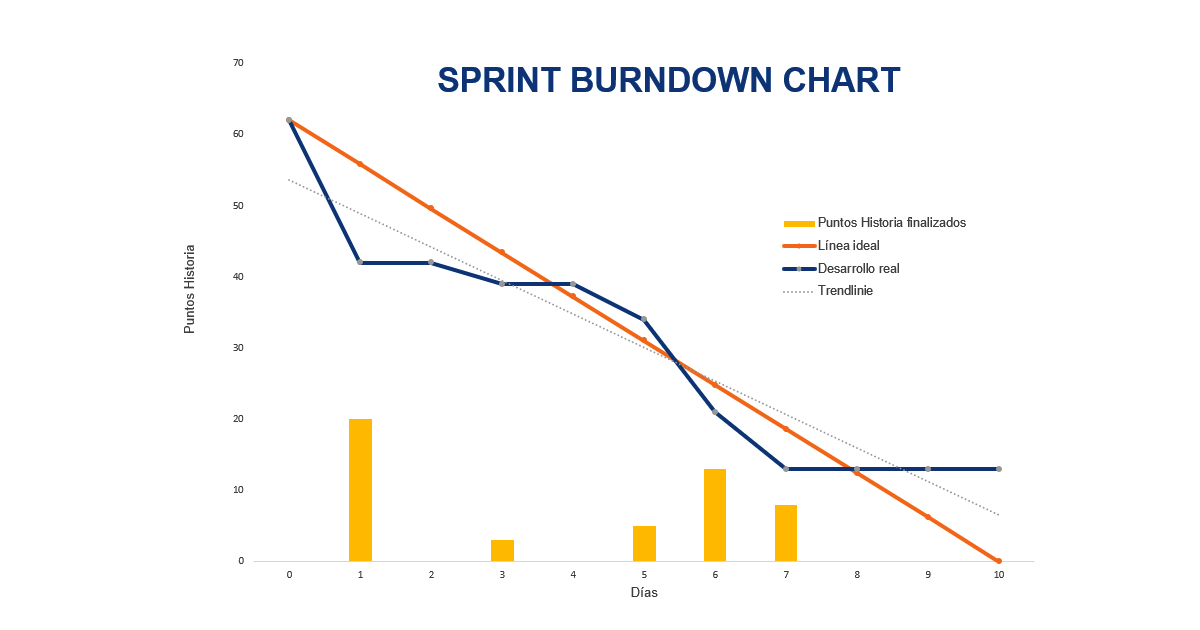 SPRINT BURNDOWN CHART
70
60
50
40
30
20
10
0
Puntos Historia
Puntos Historia finalizados
Línea ideal
Desarrollo real
Trendlinie
0 1 2 3 4 5 6 7 8 9 10
Días